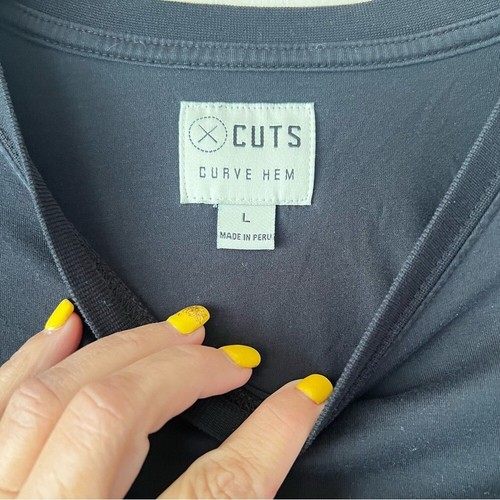 CUTS
CURVE HEM
L
MADE IN PERU